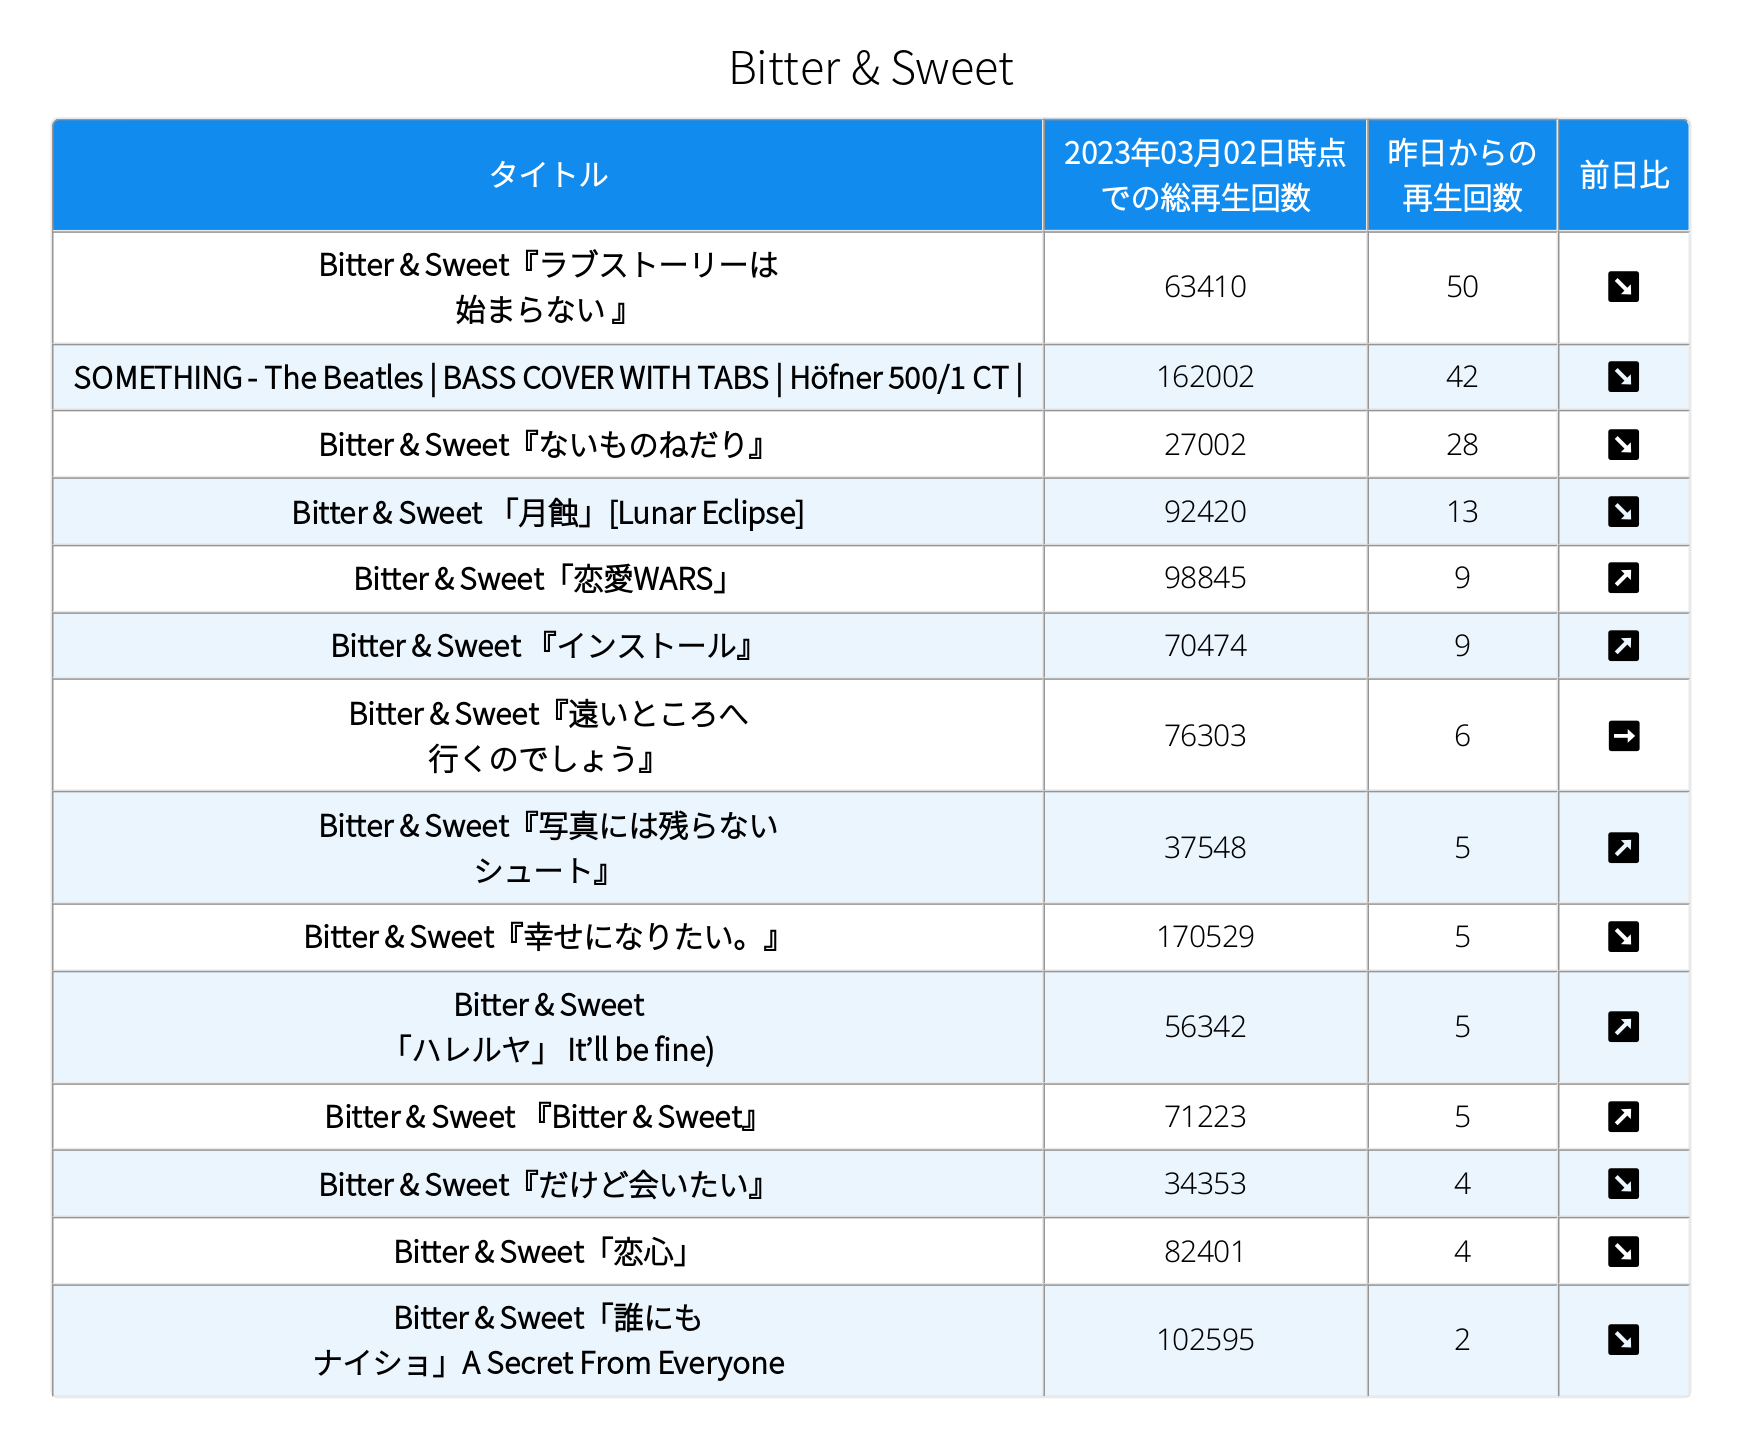 Bitter & Sweet
タイトル
2023年03月02日時点
での総再生回数
昨日からの
再生回数
前日比
Bitter & Sweet『ラブストーリーは
始まらない 』
63410
50
SOMETHING - The Beatles | BASS COVER WITH TABS | Höfner 500/1 CT |
162002
42
Bitter & Sweet『ないものねだり』
27002
28
Bitter & Sweet 「月蝕」[Lunar Eclipse]
92420
13
Bitter & Sweet「恋愛WARS」
98845
9
Bitter & Sweet 『インストール』
70474
9
Bitter & Sweet『遠いところへ
行くのでしょう』
76303
6
Bitter & Sweet『写真には残らない
シュート』
37548
5
Bitter & Sweet『幸せになりたい。』
170529
5
Bitter & Sweet
「ハレルヤ」 It’ll be fine)
56342
5
Bitter & Sweet 『Bitter & Sweet』
71223
5
Bitter & Sweet『だけど会いたい』
34353
4
Bitter & Sweet「恋心」
82401
4
Bitter & Sweet「誰にも
ナイショ」A Secret From Everyone
102595
2